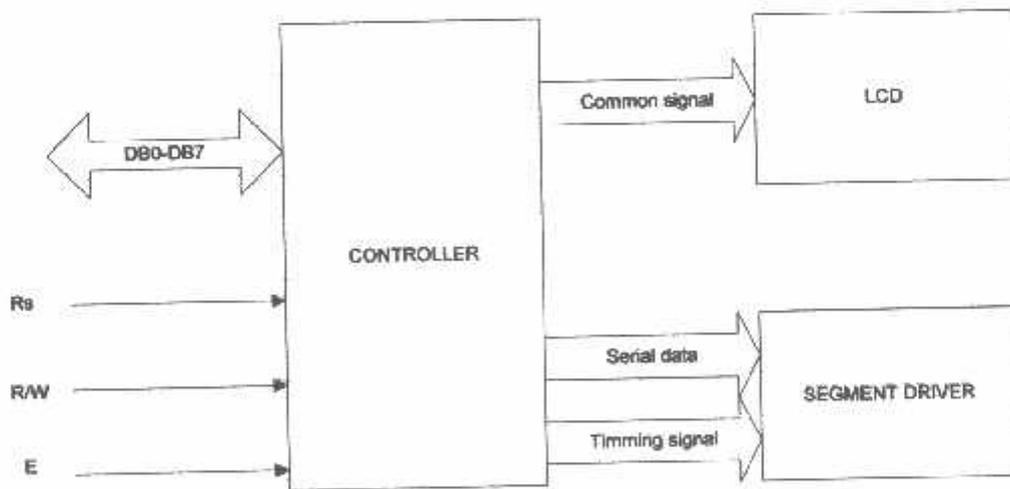 Common signal
LCD
DB0-DB7
CONTROLLER
Rs
Serial data
R/W
SEGMENT DRIVER
Timming signal
E